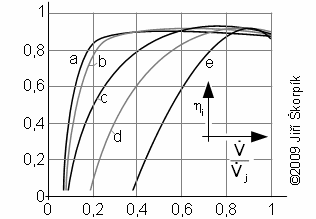 1
0,8
0,6
0,4
0,2
0
0
0,2
0,4
0,6
0,8
1
a
b
c
d
e
ηi
V̇
V̇j
©2009 Jiří Škorpík